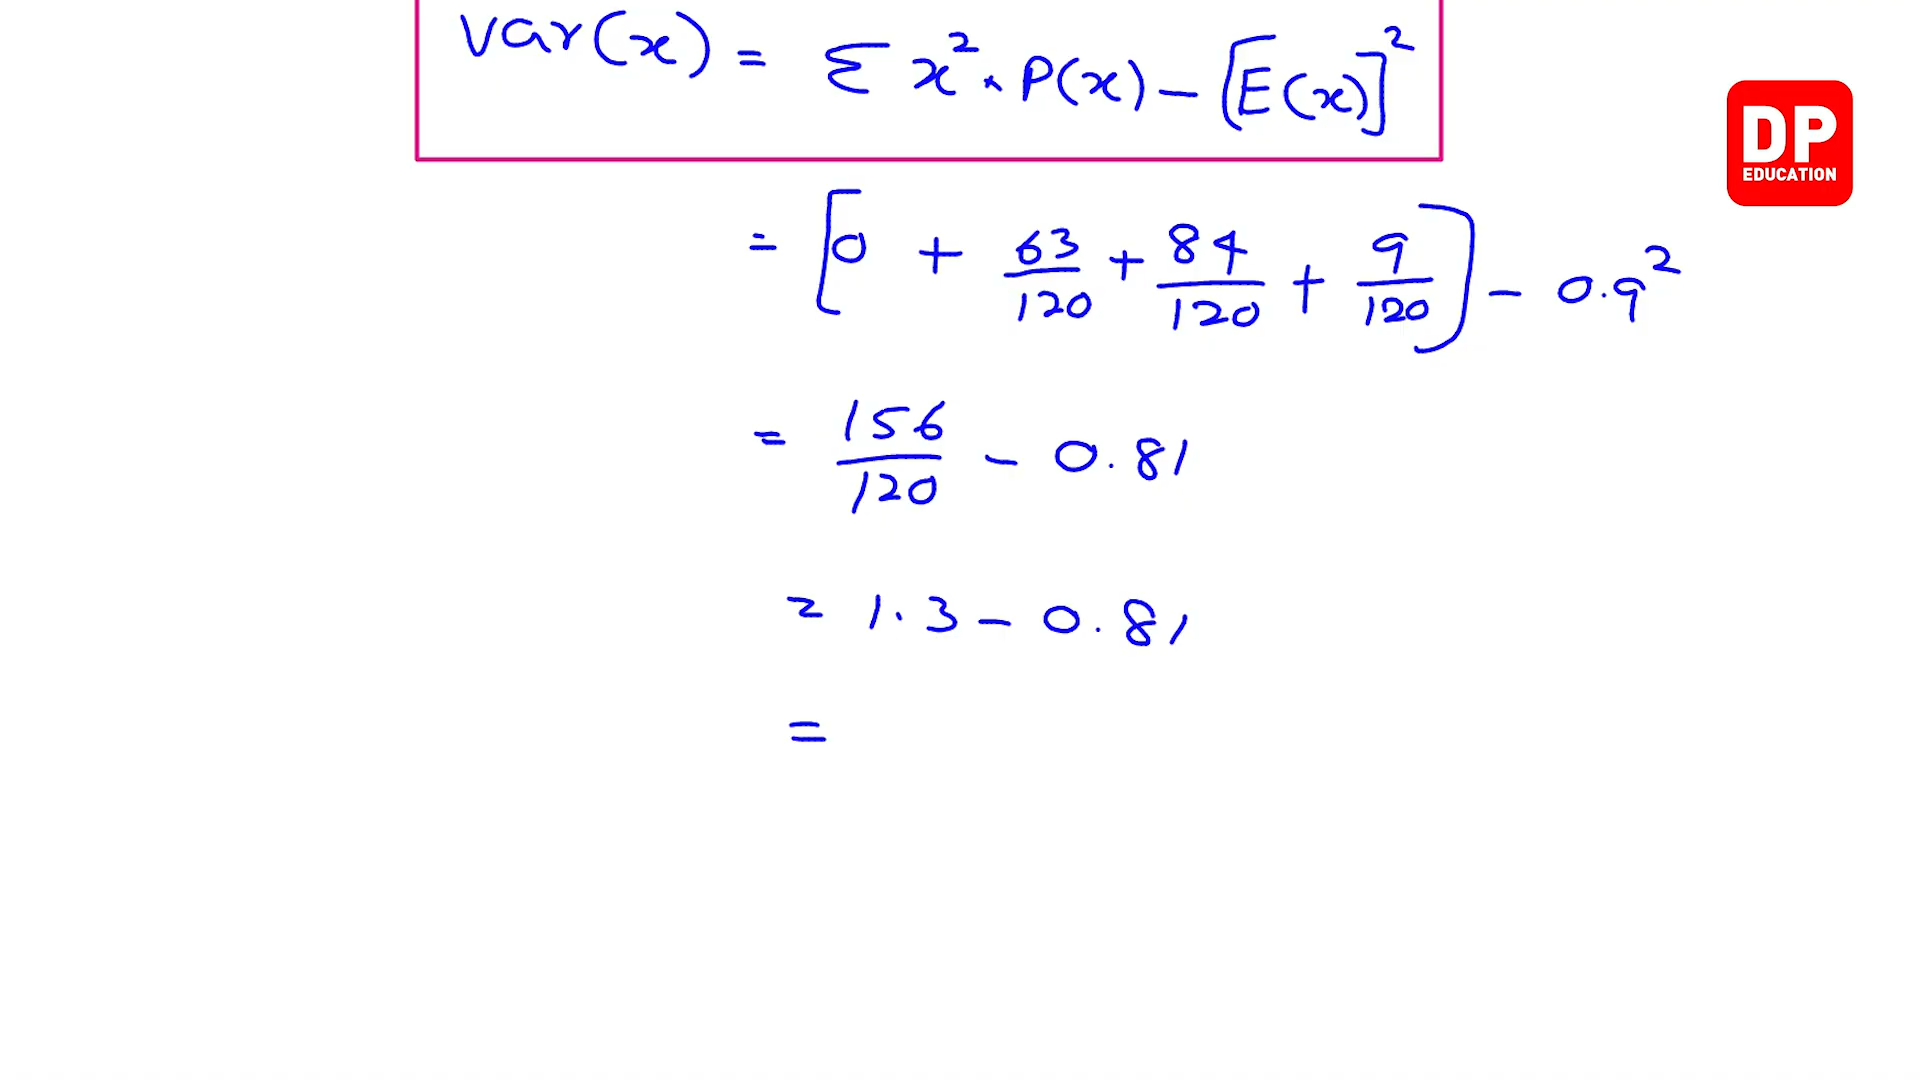 Var(x) = Σ x² × P(x) – [E(x)]²
DP
EDUCATION
= [0 + 63/120 + 84/120 + 9/120] – 0.9²
= 156/120 – 0.81
= 1.3 – 0.81
=